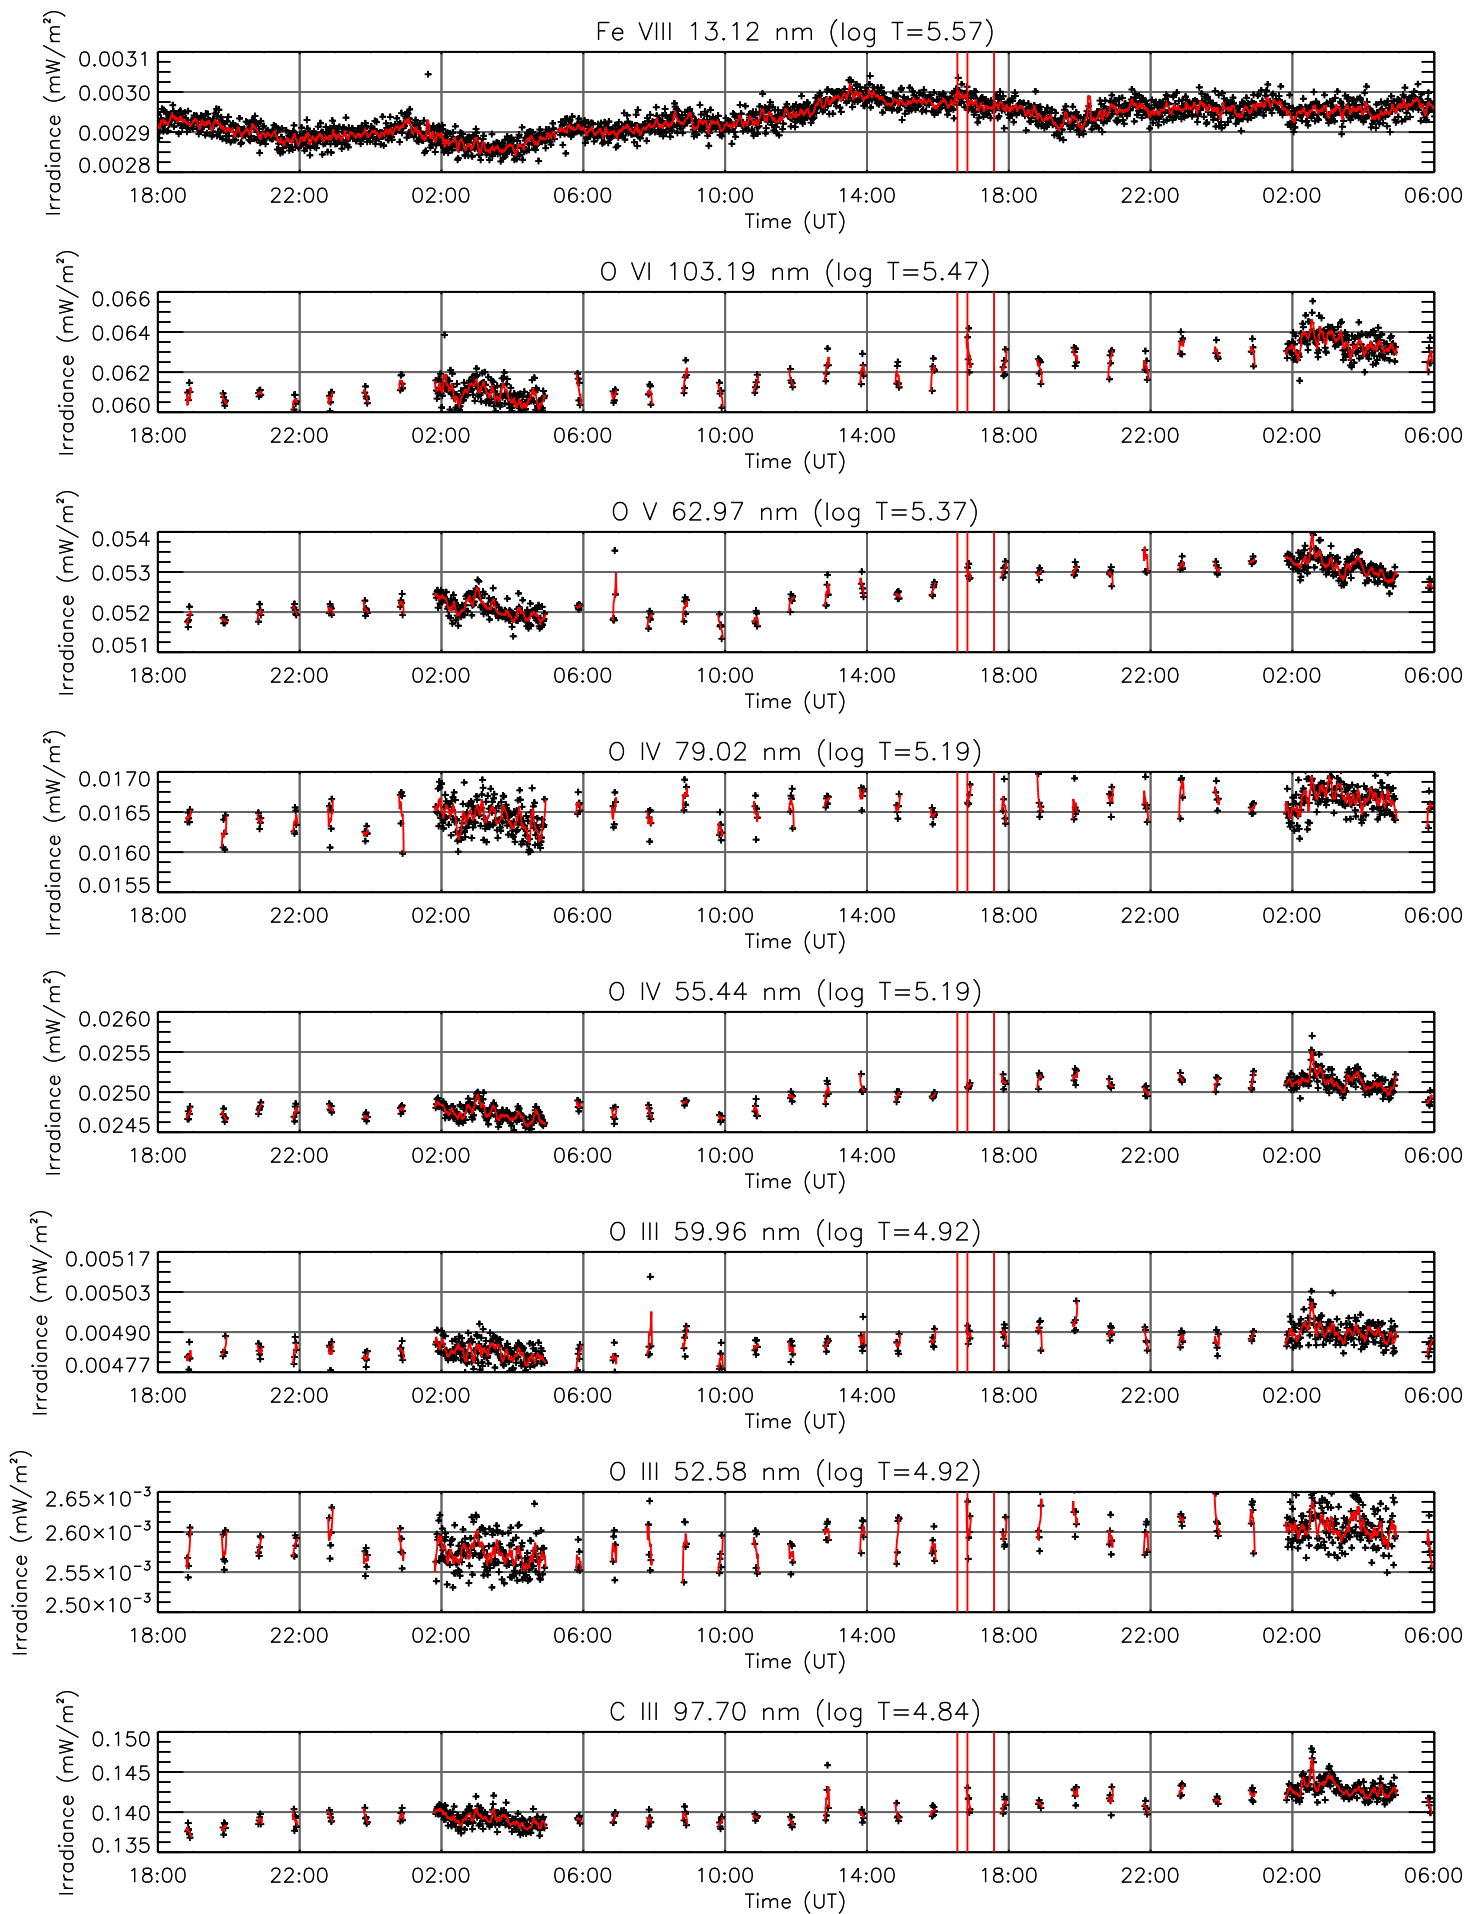 Fe VIII 13.12 nm (log T=5.57)
Irradiance (mW/m²)
0.0031
0.0030
0.0029
0.0028
18:00 22:00 02:00 06:00 10:00 14:00 18:00 22:00 02:00 06:00
Time (UT)
O VI 103.19 nm (log T=5.47)
Irradiance (mW/m²)
0.066
0.064
0.062
0.060
18:00 22:00 02:00 06:00 10:00 14:00 18:00 22:00 02:00 06:00
Time (UT)
O V 62.97 nm (log T=5.37)
Irradiance (mW/m²)
0.054
0.053
0.052
0.051
18:00 22:00 02:00 06:00 10:00 14:00 18:00 22:00 02:00 06:00
Time (UT)
O IV 79.02 nm (log T=5.19)
Irradiance (mW/m²)
0.0170
0.0165
0.0160
0.0155
18:00 22:00 02:00 06:00 10:00 14:00 18:00 22:00 02:00 06:00
Time (UT)
O IV 55.44 nm (log T=5.19)
Irradiance (mW/m²)
0.0260
0.0255
0.0250
0.0245
18:00 22:00 02:00 06:00 10:00 14:00 18:00 22:00 02:00 06:00
Time (UT)
O III 59.96 nm (log T=4.92)
Irradiance (mW/m²)
0.00517
0.00503
0.00490
0.00477
18:00 22:00 02:00 06:00 10:00 14:00 18:00 22:00 02:00 06:00
Time (UT)
O III 52.58 nm (log T=4.92)
Irradiance (mW/m²)
2.65×10⁻³
2.60×10⁻³
2.55×10⁻³
2.50×10⁻³
18:00 22:00 02:00 06:00 10:00 14:00 18:00 22:00 02:00 06:00
Time (UT)
C III 97.70 nm (log T=4.84)
Irradiance (mW/m²)
0.150
0.145
0.140
0.135
18:00 22:00 02:00 06:00 10:00 14:00 18:00 22:00 02:00 06:00
Time (UT)